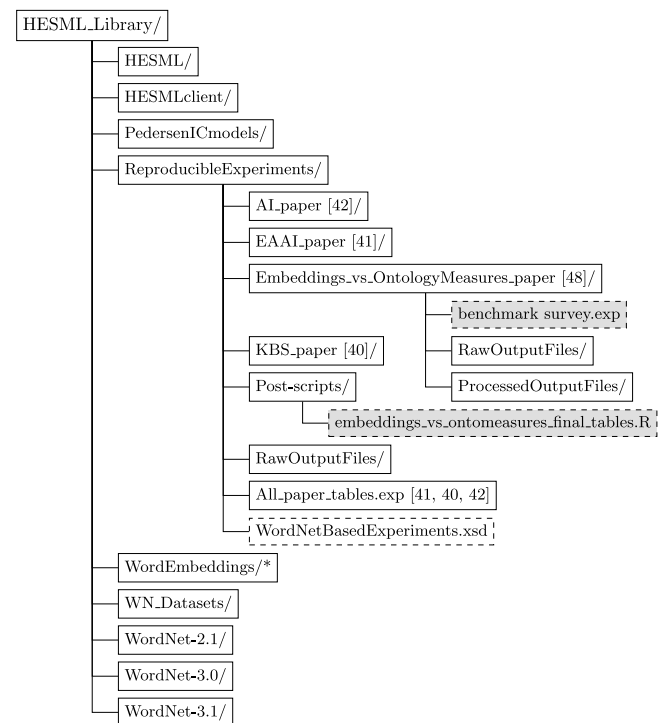 HESML_Library/
HESML/
HESMLclient/
PedersenICmodels/
ReproducibleExperiments/
AI_paper [42]/
EAAI_paper [41]/
Embeddings_vs_OntologyMeasures_paper [48]/
benchmark survey.exp
RawOutputFiles/
ProcessedOutputFiles/
KBS_paper [40]/
Post-scripts/
embeddings_vs_ontomeasures_final_tables.R
RawOutputFiles/
All_paper_tables.exp [41, 40, 42]
WordNetBasedExperiments.xsd
WordEmbeddings/*
WN_Datasets/
WordNet-2.1/
WordNet-3.0/
WordNet-3.1/